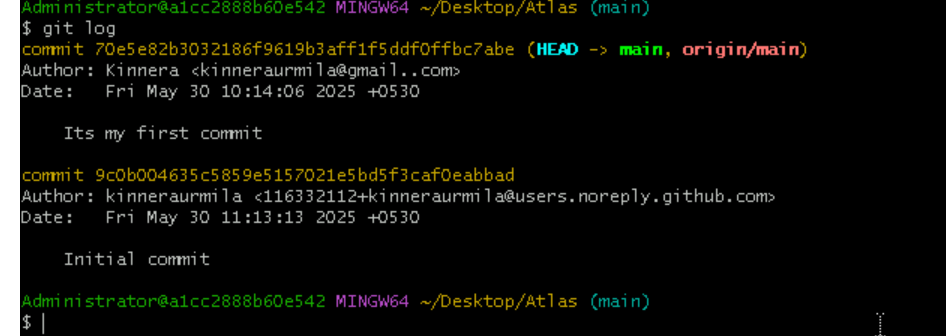 Administrator@a1cc2888b60e542 MINGW64 ~/Desktop/Atlas (main)
$ git log
commit 70e5e82b3032186f9619b3aff1f5ddf0ffbc7abe (HEAD -> main, origin/main)
Author: Kinnera <kinneraurmila@gmail..com>
Date:   Fri May 30 10:14:06 2025 +0530

    Its my first commit

commit 9c0b004635c5859e5157021e5bd5f3caf0eabbad
Author: kinneraurmila <116332112+kinneraurmila@users.noreply.github.com>
Date:   Fri May 30 11:13:13 2025 +0530

    Initial commit

Administrator@a1cc2888b60e542 MINGW64 ~/Desktop/Atlas (main)
$